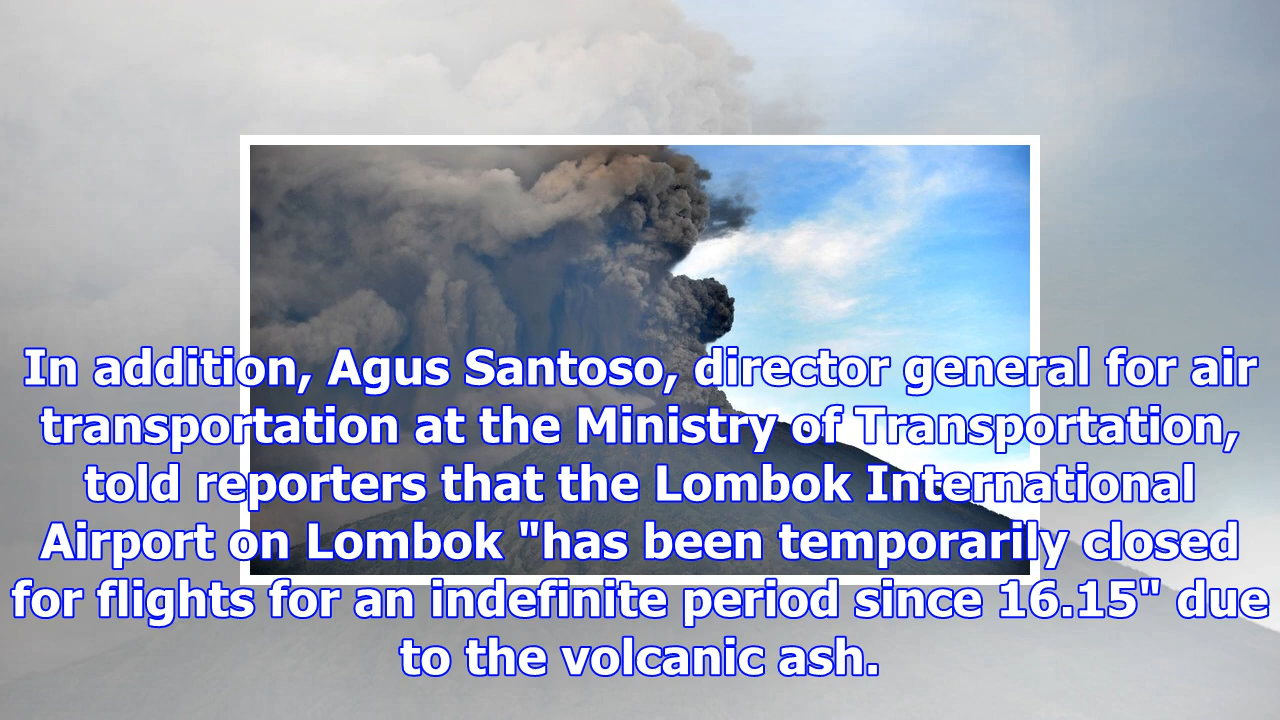 In addition, Agus Santoso, director general for air
transportation at the Ministry of Transportation,
told reporters that the Lombok International
Airport on Lombok "has been temporarily closed
for flights for an indefinite period since 16.15" due
to the volcanic ash.